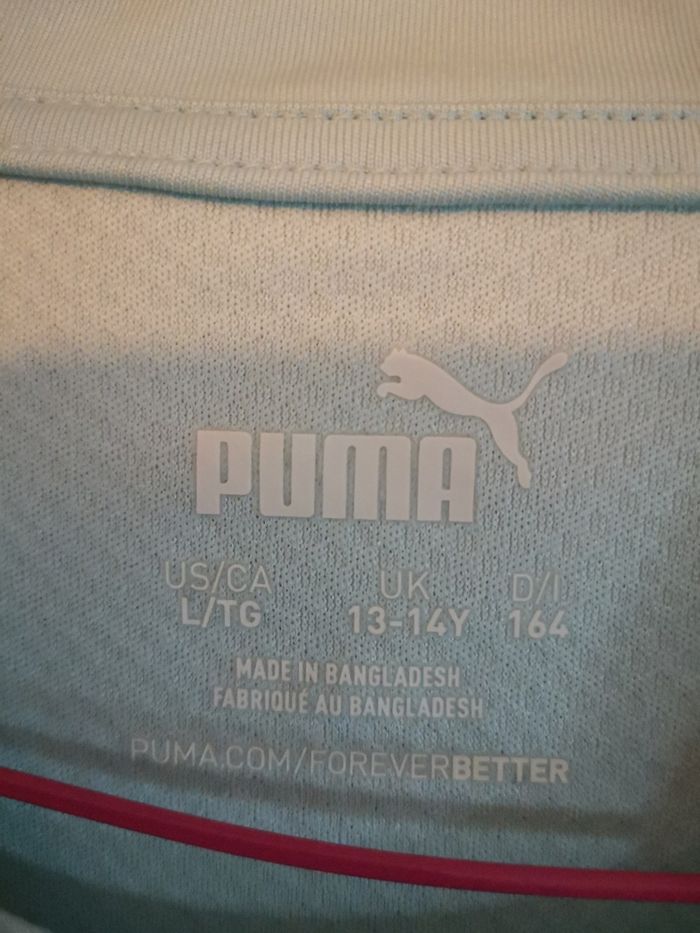 PUMA
US/CA UK D/I
L/TG 13-14Y 164
MADE IN BANGLADESH
FABRIQUÉ AU BANGLADESH
PUMA.COM/FOREVERBETTER